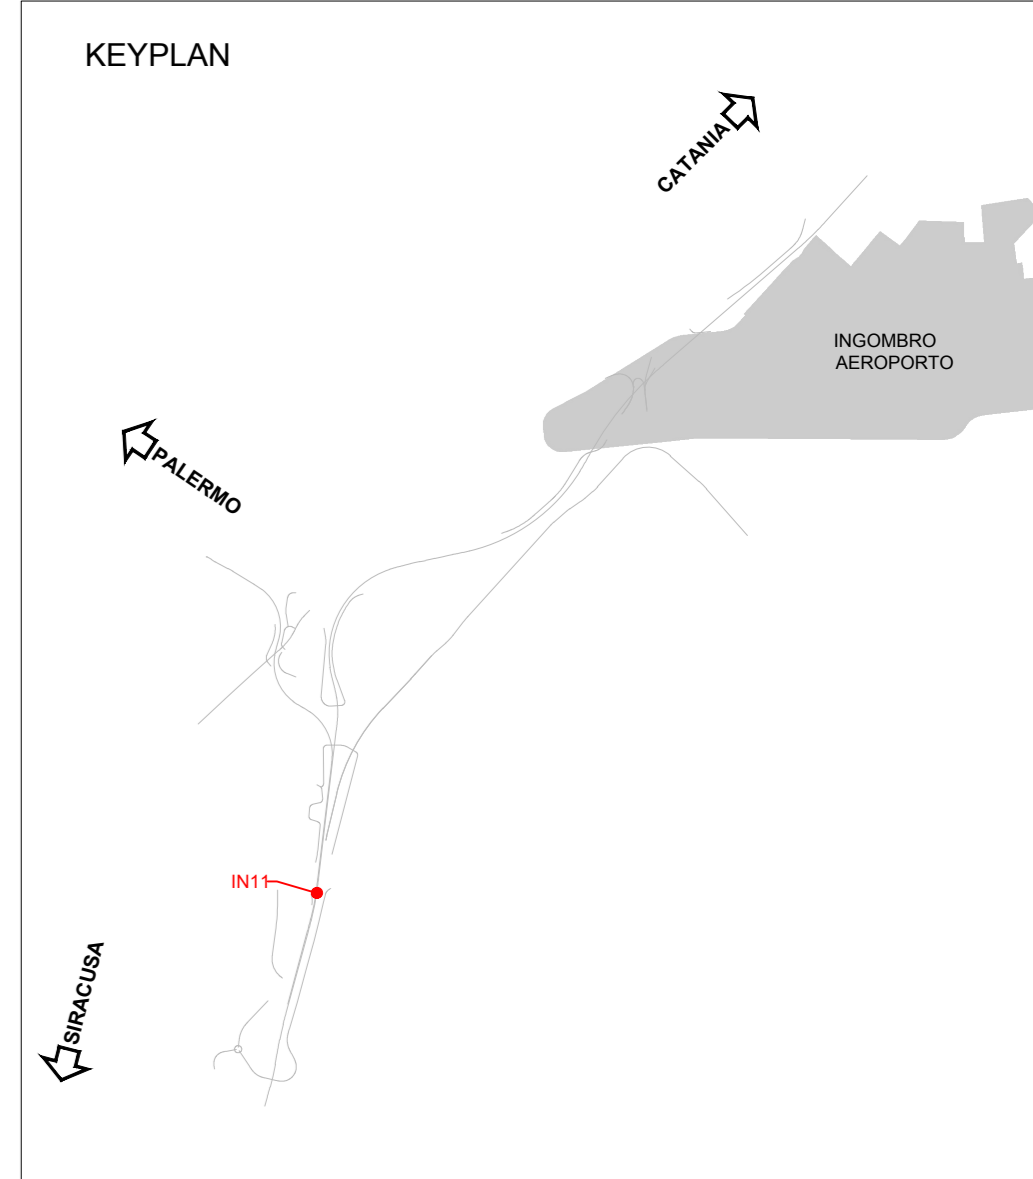 KEYPLAN
CATANIA
INGOMBRO
AEROPORTO
PALERMO
IN11
SIRACUSA